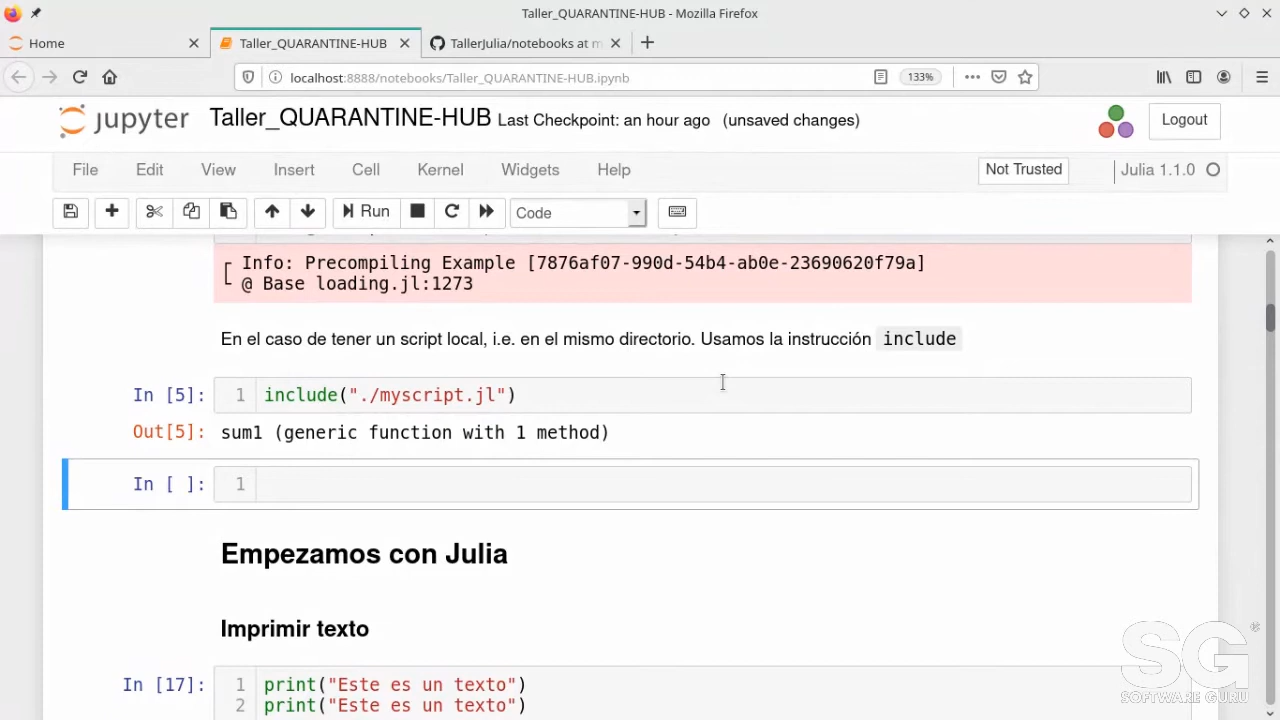 Taller_QUARANTINE-HUB - Mozilla Firefox
Home
Taller_QUARANTINE-HUB
TallerJulia/notebooks at m
localhost:8888/notebooks/Taller_QUARANTINE-HUB.ipynb
133%
jupyter Taller_QUARANTINE-HUB Last Checkpoint: an hour ago (unsaved changes)
Logout
File Edit View Insert Cell Kernel Widgets Help
Not Trusted
Julia 1.1.0
Run
Code
Info: Precompiling Example [7876af07-990d-54b4-ab0e-23690620f79a]
@ Base loading.jl:1273
En el caso de tener un script local, i.e. en el mismo directorio. Usamos la instrucción include
In [5]: 1 include("./myscript.jl")
Out[5]: sum1 (generic function with 1 method)
In [ ]: 1
Empezamos con Julia
Imprimir texto
In [17]: 1 print("Este es un texto")
2 print("Este es un texto")
SG
SOFTWARE GURU